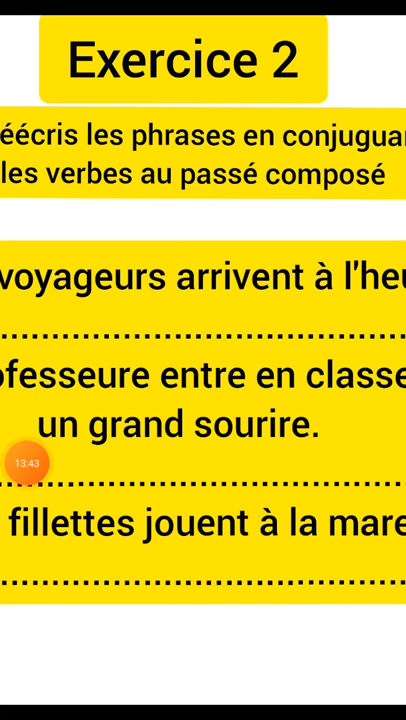 Exercice 2
éécris les phrases en conjugua
les verbes au passé composé
voyageurs arrivent à l'heu
ofesseure entre en classe
un grand sourire.
13:43
fillettes jouent à la mare